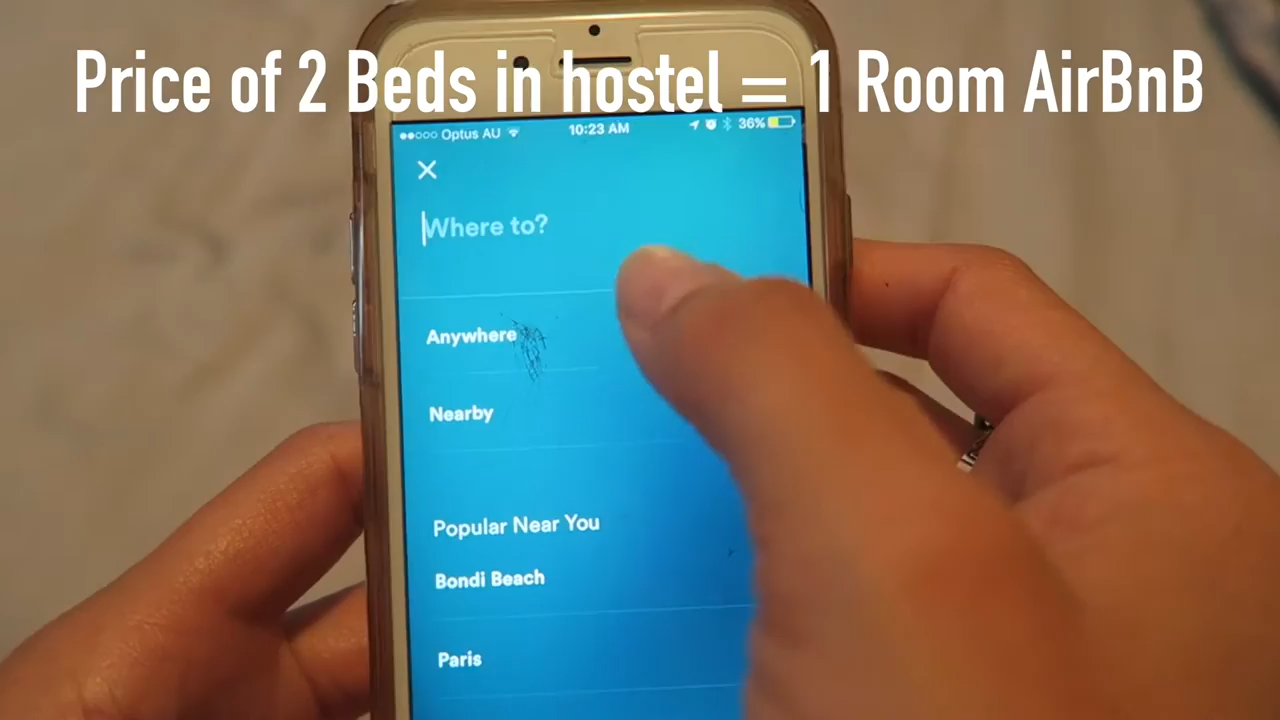 Price of 2 Beds in hostel = 1 Room AirBnB
Optus AU 10:23 AM 36%
Where to?
Anywhere
Nearby
Popular Near You
Bondi Beach
Paris